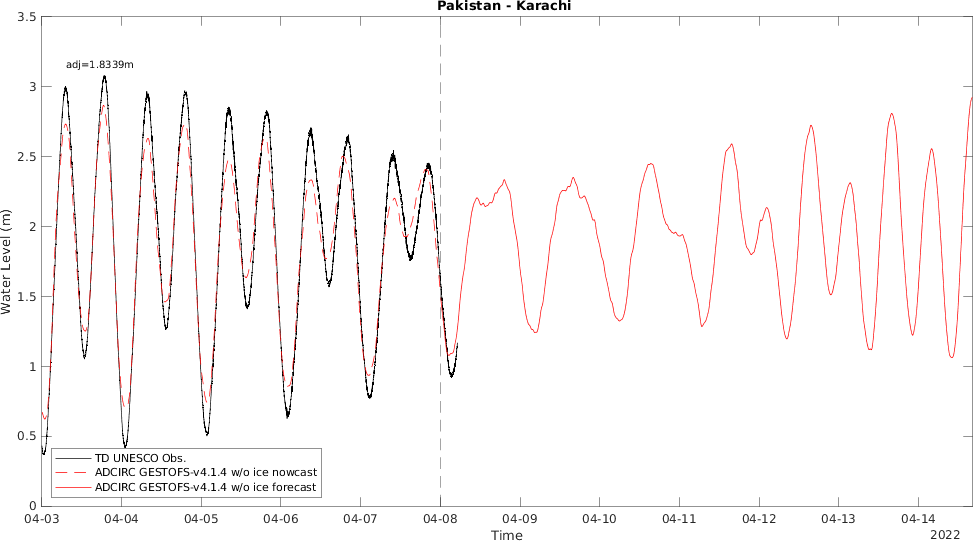 Pakistan - Karachi
3.5
adj=1.8339m
3
2.5
2
Water Level (m)
1.5
1
0.5
0
TD UNESCO Obs.
ADCIRC GESTOFS-v4.1.4 w/o ice nowcast
ADCIRC GESTOFS-v4.1.4 w/o ice forecast
04-03 04-04 04-05 04-06 04-07 04-08 04-09 04-10 04-11 04-12 04-13 04-14
Time
2022